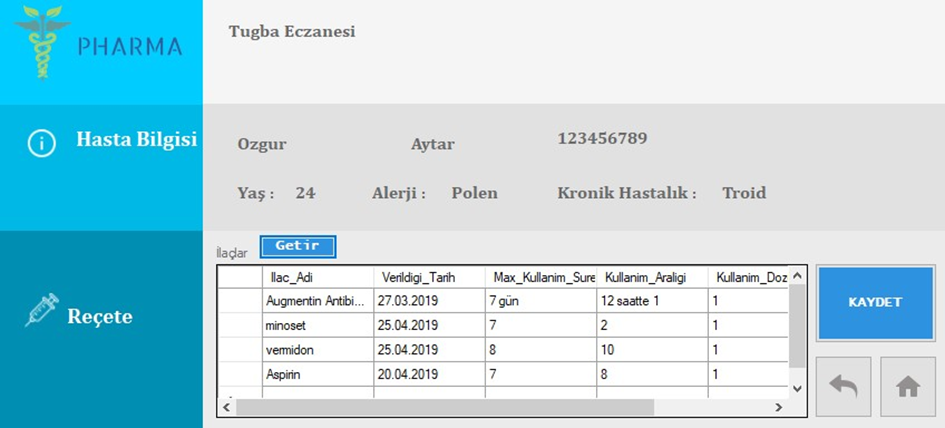 PHARMA
Tugba Eczanesi
Hasta Bilgisi
Ozgur Aytar 123456789
Yaş : 24 Alerji : Polen Kronik Hastalık : Troid
İlaçlar Getir
Ilac_Adi Verildigi_Tarih Max_Kullanim_Sure Kullanim_Araligi Kullanim_Doz
Augmentin Antibi... 27.03.2019 7 gün 12 saatte 1 1
minoset 25.04.2019 7 2 1
vermidon 25.04.2019 8 10 1
Aspirin 20.04.2019 7 8 1
KAYDET
Reçete